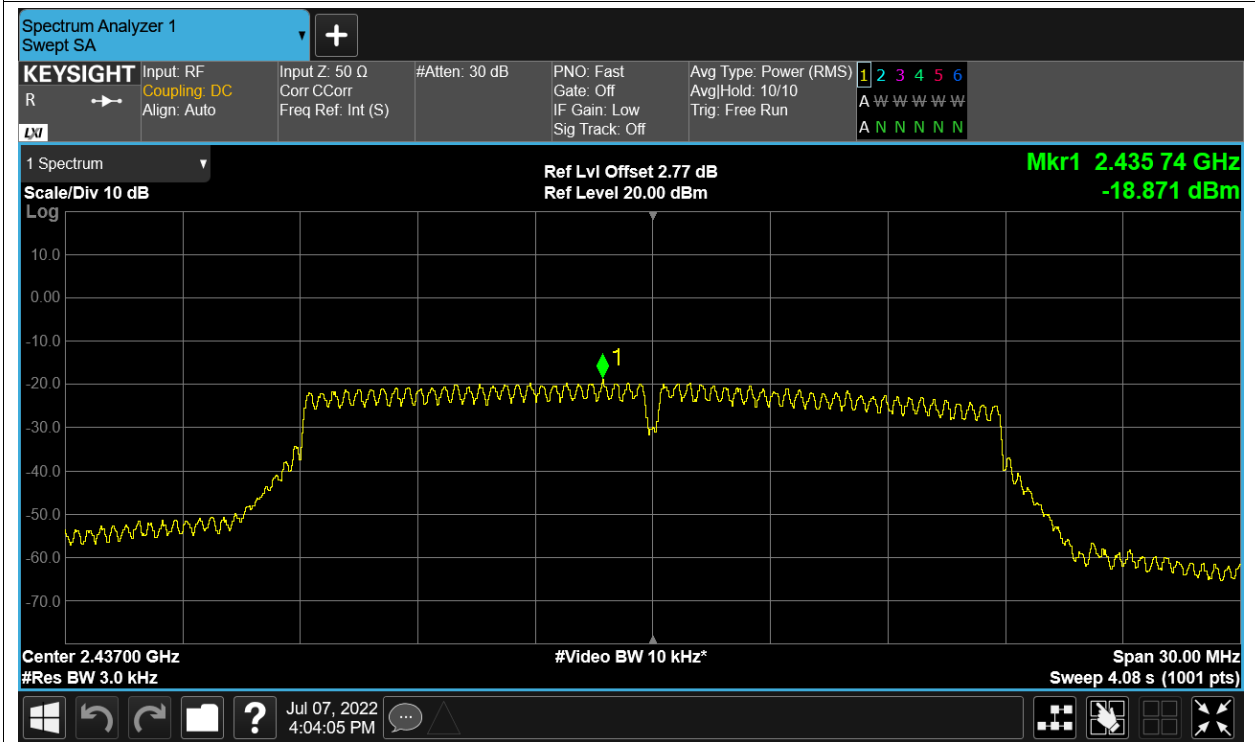 Spectrum Analyzer 1
Swept SA
+
KEYSIGHT
R
LXI
Input: RF
Coupling: DC
Align: Auto
Input Z: 50 Ω
Corr CCorr
Freq Ref: Int (S)
#Atten: 30 dB
PNO: Fast
Gate: Off
IF Gain: Low
Sig Track: Off
Avg Type: Power (RMS)
Avg|Hold: 10/10
Trig: Free Run
1 2 3 4 5 6
A W W W W W
A N N N N N
1 Spectrum
Scale/Div 10 dB
Log
Ref Lvl Offset 2.77 dB
Ref Level 20.00 dBm
Mkr1 2.435 74 GHz
-18.871 dBm
10.0
0.00
-10.0
-20.0
-30.0
-40.0
-50.0
-60.0
-70.0
1
Center 2.43700 GHz
#Res BW 3.0 kHz
#Video BW 10 kHz*
Span 30.00 MHz
Sweep 4.08 s (1001 pts)
?
Jul 07, 2022
4:04:05 PM